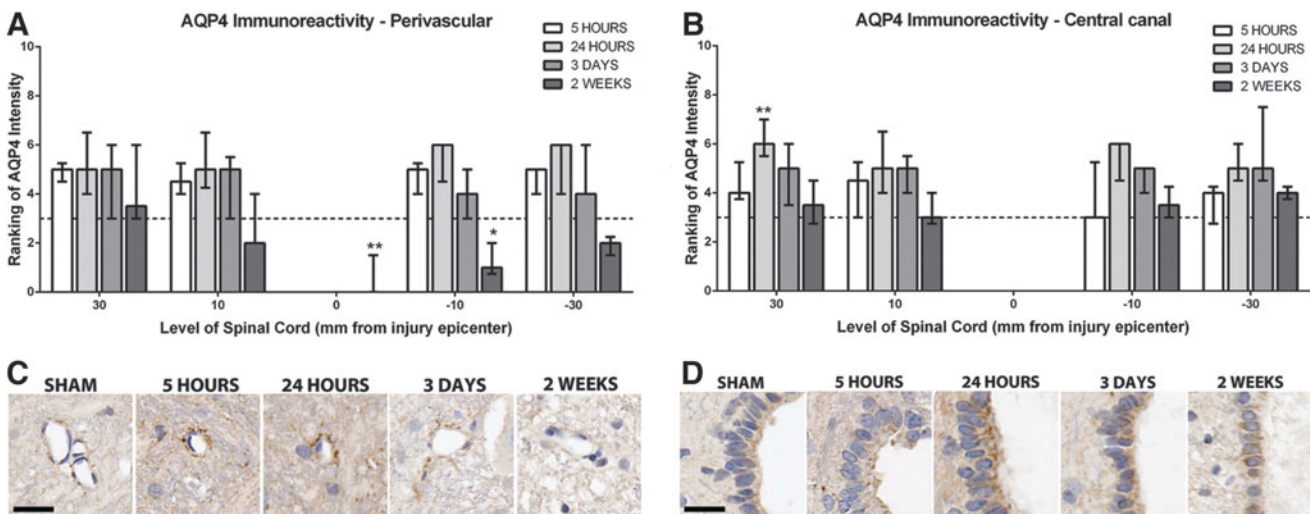 A
AQP4 Immunoreactivity - Perivascular
5 HOURS
24 HOURS
3 DAYS
2 WEEKS
Ranking of AQP4 Intensity
10
8
6
4
2
0
**
*
30
10
0
-10
-30
Level of Spinal Cord (mm from injury epicenter)
B
AQP4 Immunoreactivity - Central canal
5 HOURS
24 HOURS
3 DAYS
2 WEEKS
Ranking of AQP4 Intensity
10
8
6
4
2
0
**
30
10
0
-10
-30
Level of Spinal Cord (mm from injury epicenter)
C
SHAM
5 HOURS
24 HOURS
3 DAYS
2 WEEKS
D
SHAM
5 HOURS
24 HOURS
3 DAYS
2 WEEKS